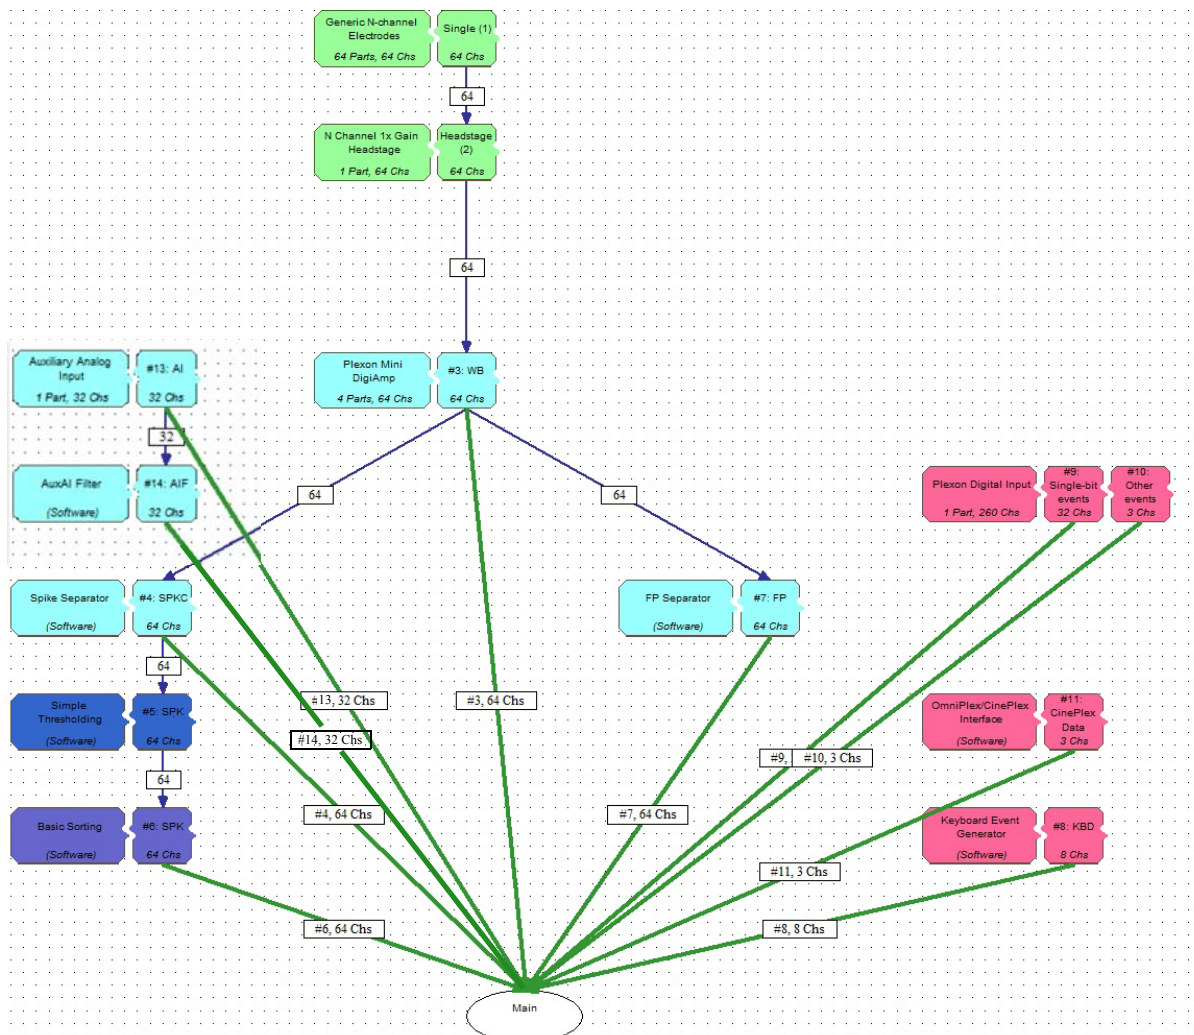 Generic N-channel
Electrodes
64 Parts, 64 Chs
Single (1)
64 Chs
64
N Channel 1x Gain
Headstage
1 Part, 64 Chs
Headstage
(2)
64 Chs
64
Auxiliary Analog
Input
1 Part, 32 Chs
#13: AI
32 Chs
Plexon Mini
DigiAmp
4 Parts, 64 Chs
#3: WB
64 Chs
32
AuxAI Filter
(Software)
#14: AIF
32 Chs
64
64
Plexon Digital Input
1 Part, 260 Chs
#9:
Single-bit
events
32 Chs
#10:
Other
events
3 Chs
Spike Separator
(Software)
#4: SPKC
64 Chs
FP Separator
(Software)
#7: FP
64 Chs
64
Simple
Thresholding
(Software)
#5: SPK
64 Chs
#13, 32 Chs
#3, 64 Chs
OmniPlex/CinePlex
Interface
(Software)
#11:
CinePlex
Data
3 Chs
#14, 32 Chs
#9,
#10, 3 Chs
64
Basic Sorting
(Software)
#6: SPK
64 Chs
#4, 64 Chs
#7, 64 Chs
Keyboard Event
Generator
(Software)
#8: KBD
8 Chs
#11, 3 Chs
#6, 64 Chs
#8, 8 Chs
Main